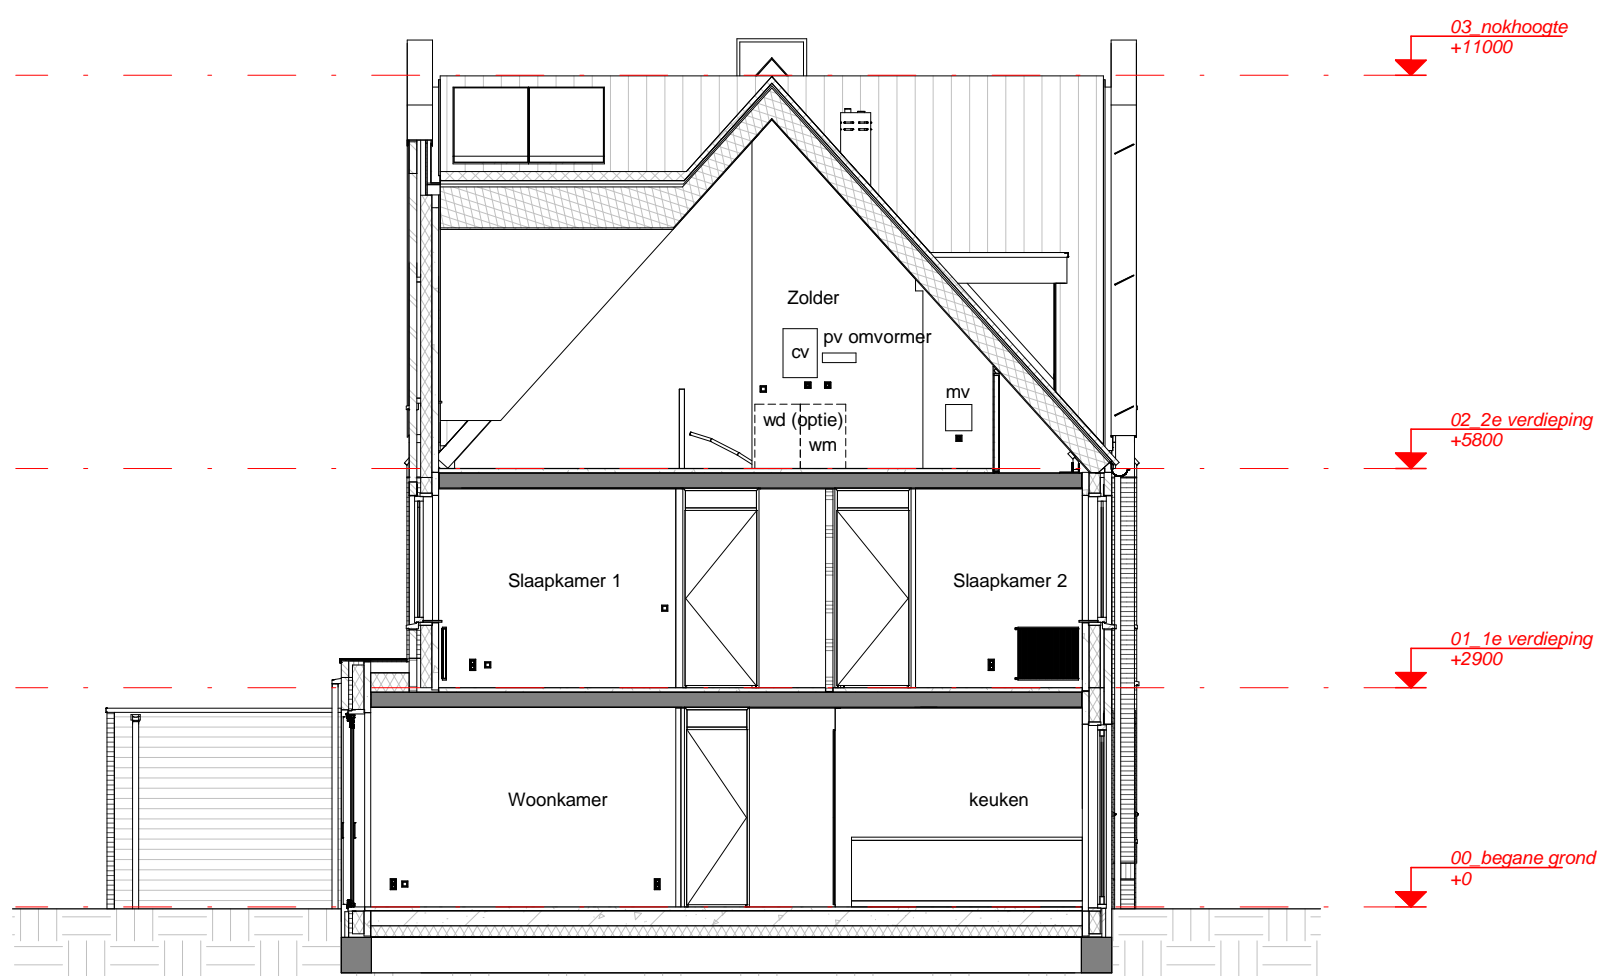 03_nokhoogte
+11000
Zolder
pv omvormer
cv
mv
wd (optie)
wm
02_2e verdieping
+5800
Slaapkamer 1
Slaapkamer 2
01_1e verdieping
+2900
Woonkamer
keuken
00_begane grond
+0